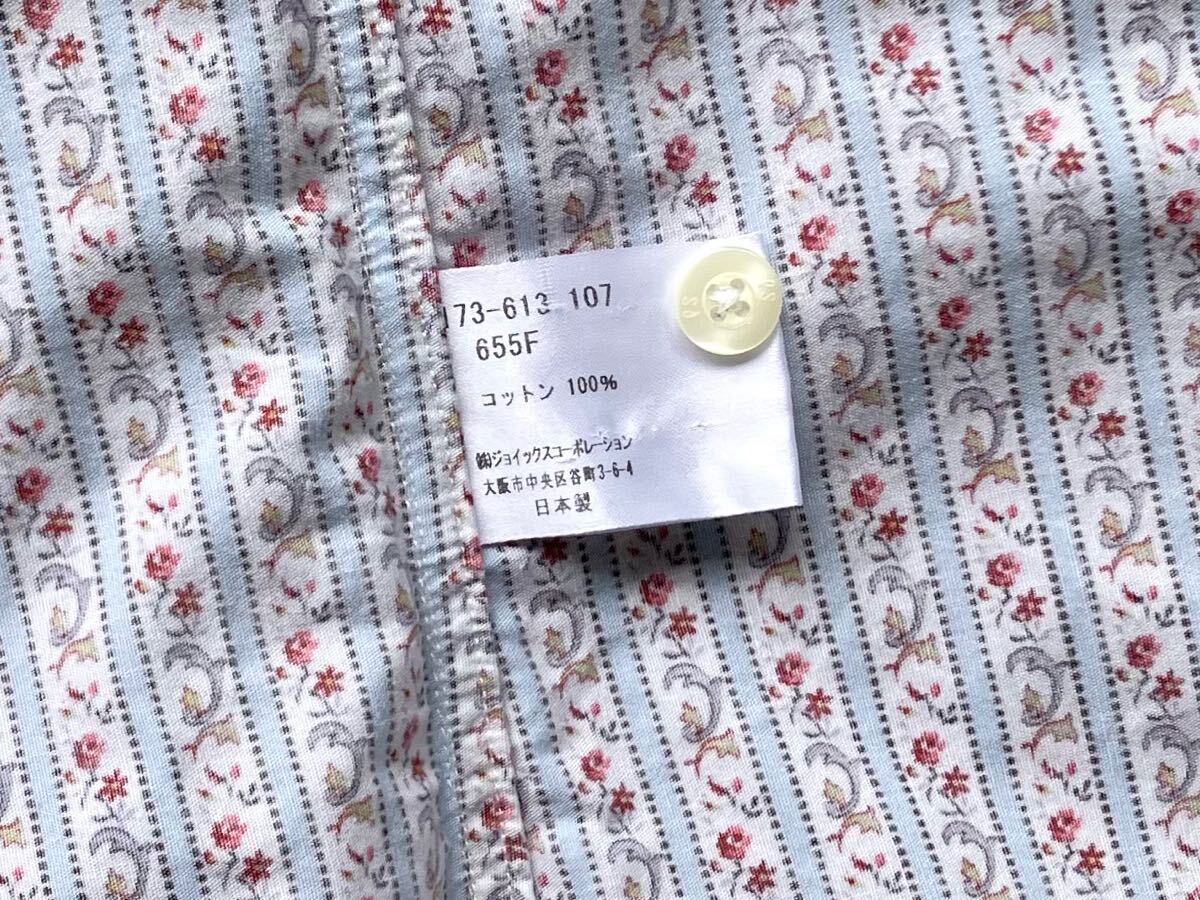 173-613 107
655F
コットン 100%
㈱ジョイックスコーポレーション
大阪市中央区谷町3-6-4
日本製